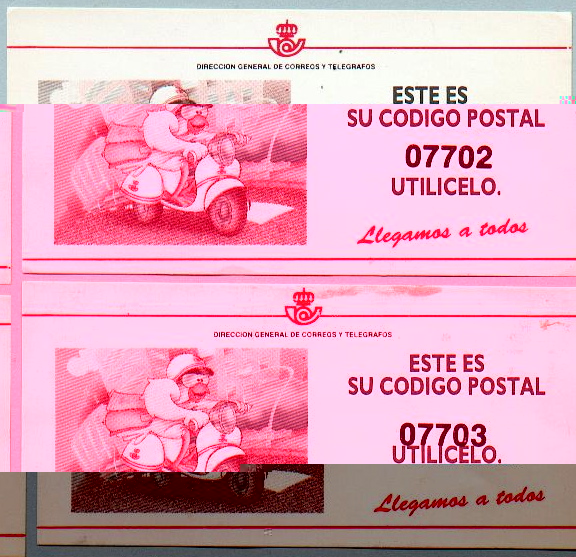 DIRECCION GENERAL DE CORREOS Y TELEGRAFOS
ESTE ES
SU CODIGO POSTAL
07702
UTILICELO.
Llegamos a todos
DIRECCION GENERAL DE CORREOS Y TELEGRAFOS
ESTE ES
SU CODIGO POSTAL
07703
UTILICELO.
Llegamos a todos